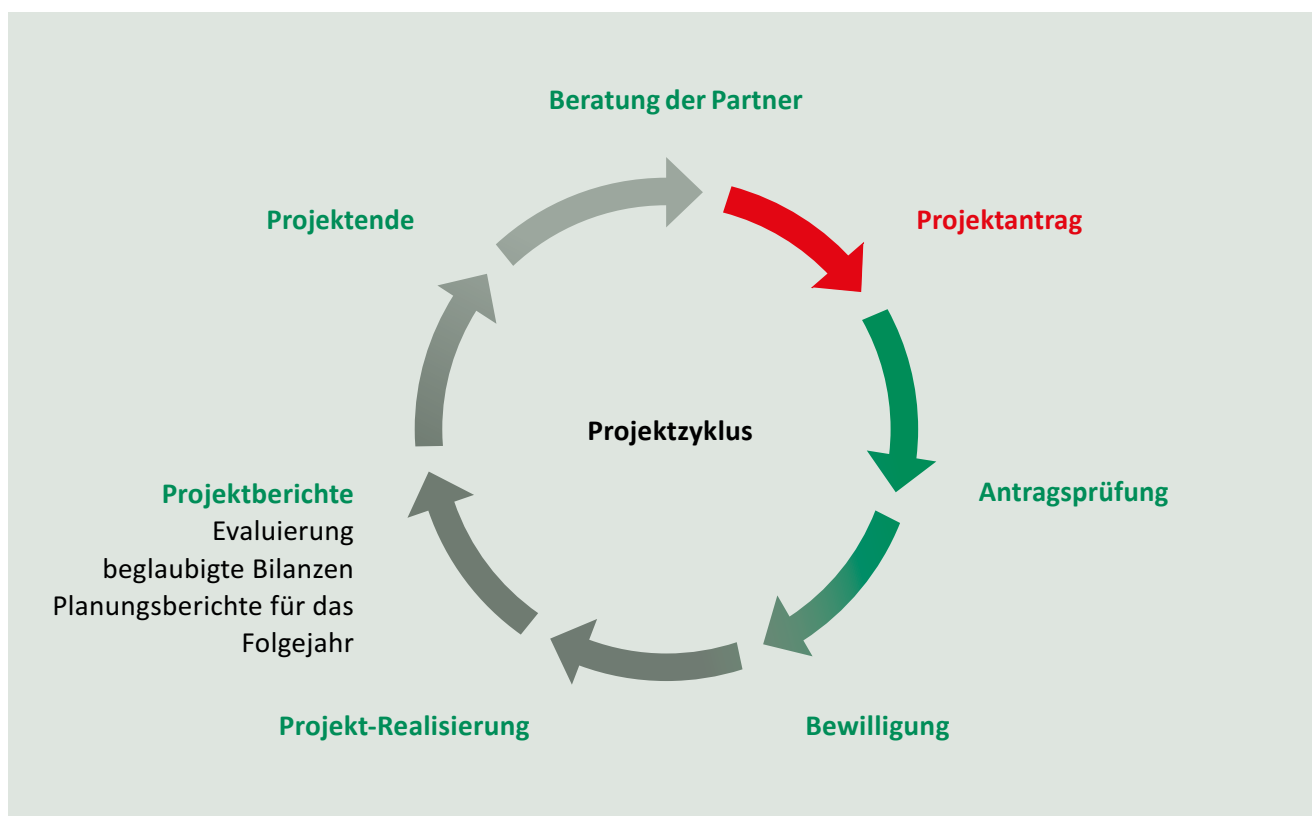 Beratung der Partner
Projektende
Projektantrag
Projektzyklus
Projektberichte
Evaluierung
beglaubigte Bilanzen
Planungsberichte für das
Folgejahr
Antragsprüfung
Projekt-Realisierung
Bewilligung